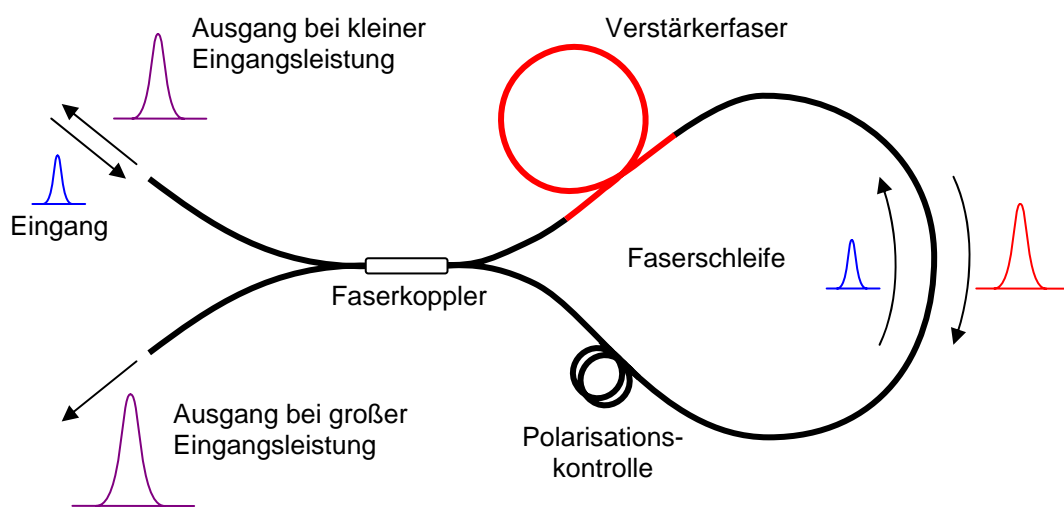 Ausgang bei kleiner
Eingangsleistung
Verstärkerfaser
Eingang
Faserschleife
Faserkoppler
Ausgang bei großer
Eingangsleistung
Polarisations-
kontrolle